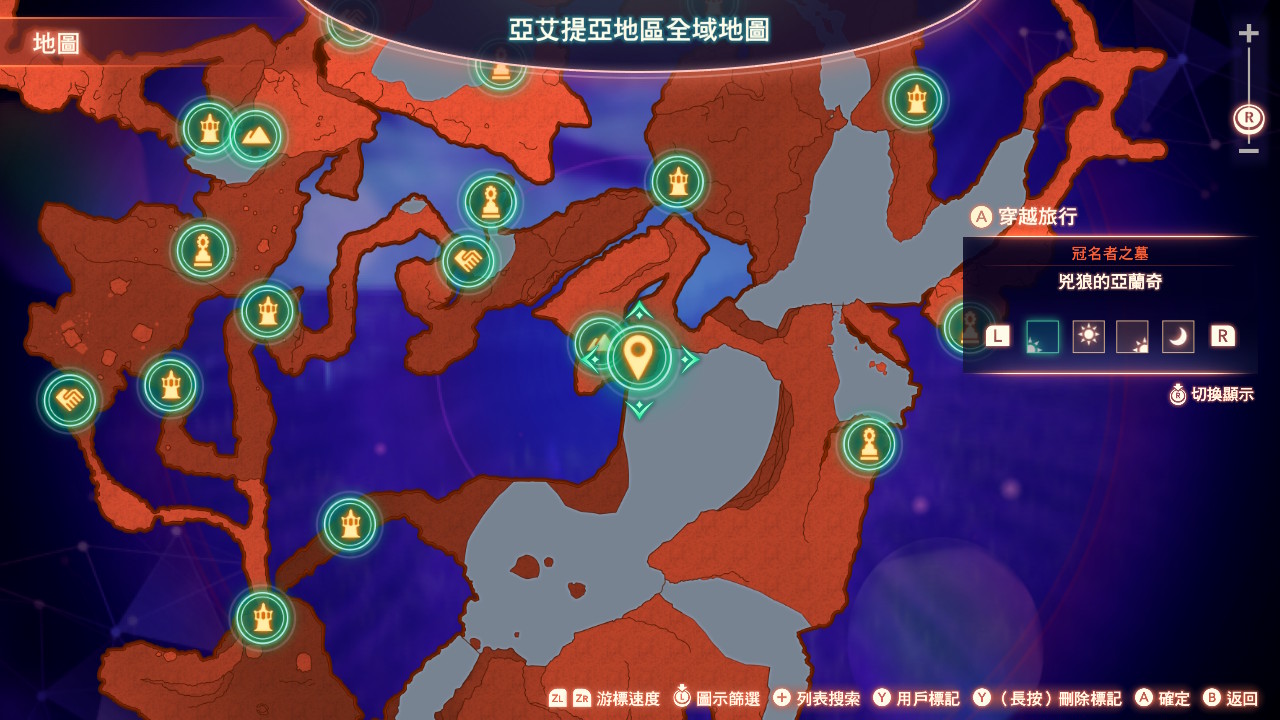 亞艾提亞地區全域地圖
地圖
R
A 穿越旅行
冠名者之墓
兇狼的亞蘭奇
L R
R 切換顯示
ZL ZR 游標速度 L 圖示篩選 列表搜索 Y 用戶標記 Y（長按）刪除標記 A 確定 B 返回